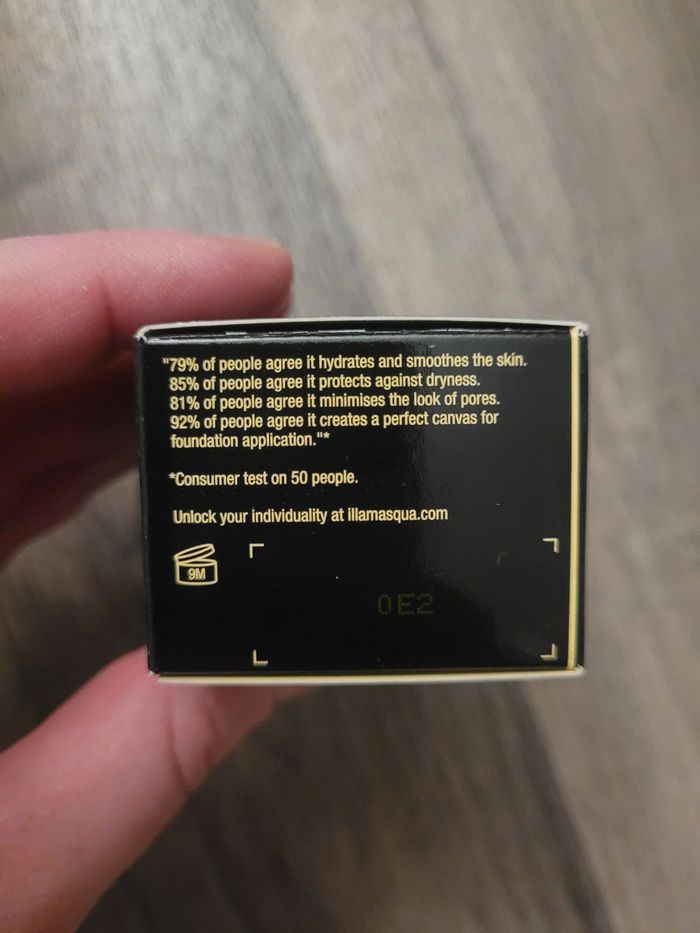 "79% of people agree it hydrates and smoothes the skin.
85% of people agree it protects against dryness.
81% of people agree it minimises the look of pores.
92% of people agree it creates a perfect canvas for
foundation application."*
*Consumer test on 50 people.
Unlock your individuality at illamasqua.com
9M
0E2